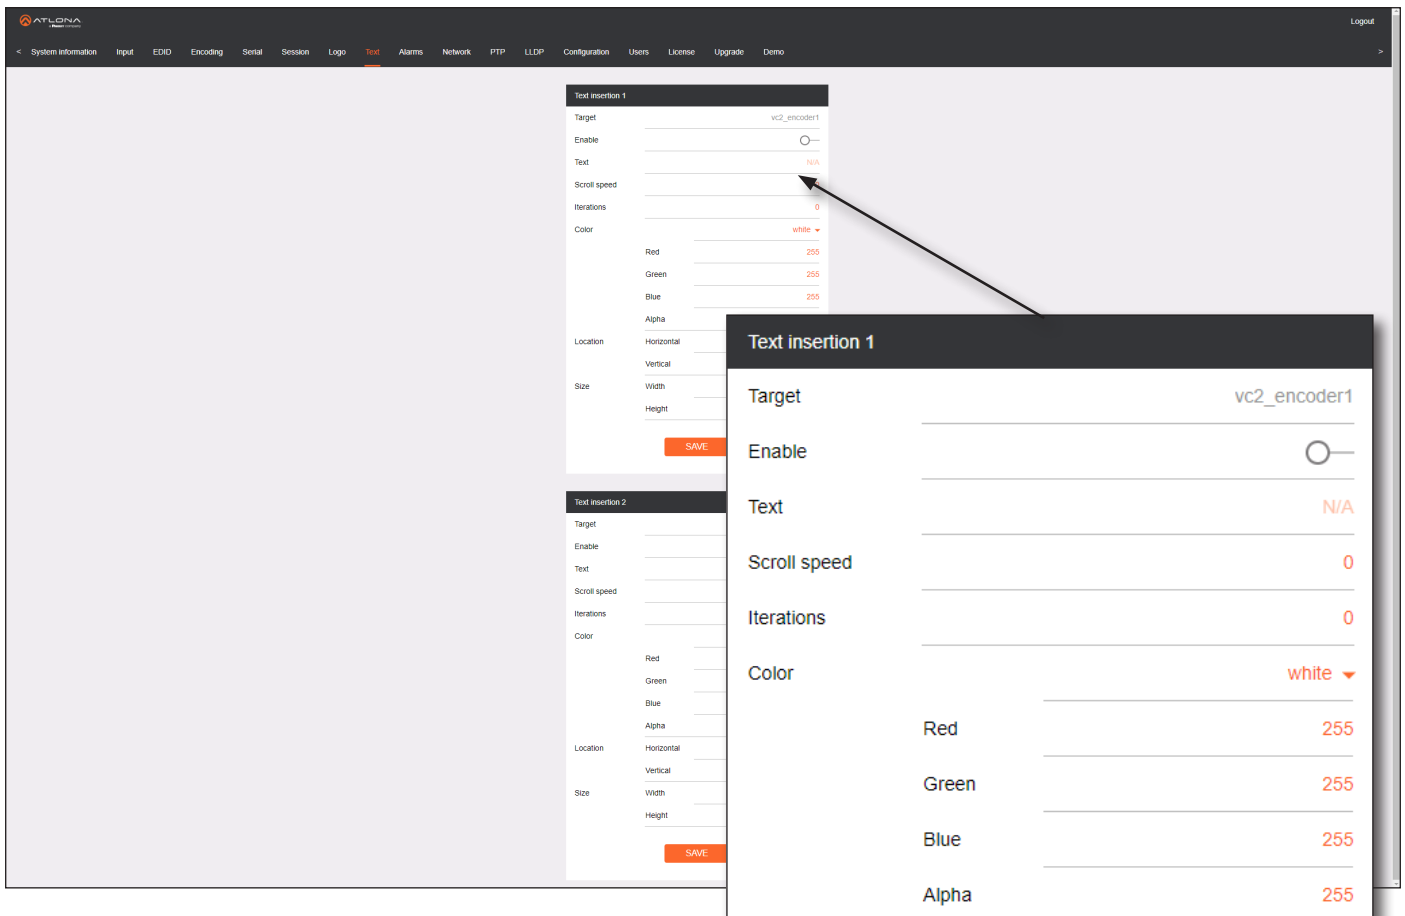 ATLONA
Logout
< System information Input EDID Encoding Serial Session Logo Text Alarms Network PTP LLDP Configuration Users License Upgrade Demo >
Text insertion 1
Target vc2_encoder1
Enable
Text N/A
Scroll speed
Iterations 0
Color white
Red 255
Green 255
Blue 255
Alpha
Location Horizontal
Vertical
Size Width
Height
SAVE
Text insertion 2
Target
Enable
Text
Scroll speed
Iterations
Color
Red
Green
Blue
Alpha
Location Horizontal
Vertical
Size Width
Height
SAVE
Text insertion 1
Target vc2_encoder1
Enable
Text N/A
Scroll speed 0
Iterations 0
Color white
Red 255
Green 255
Blue 255
Alpha 255